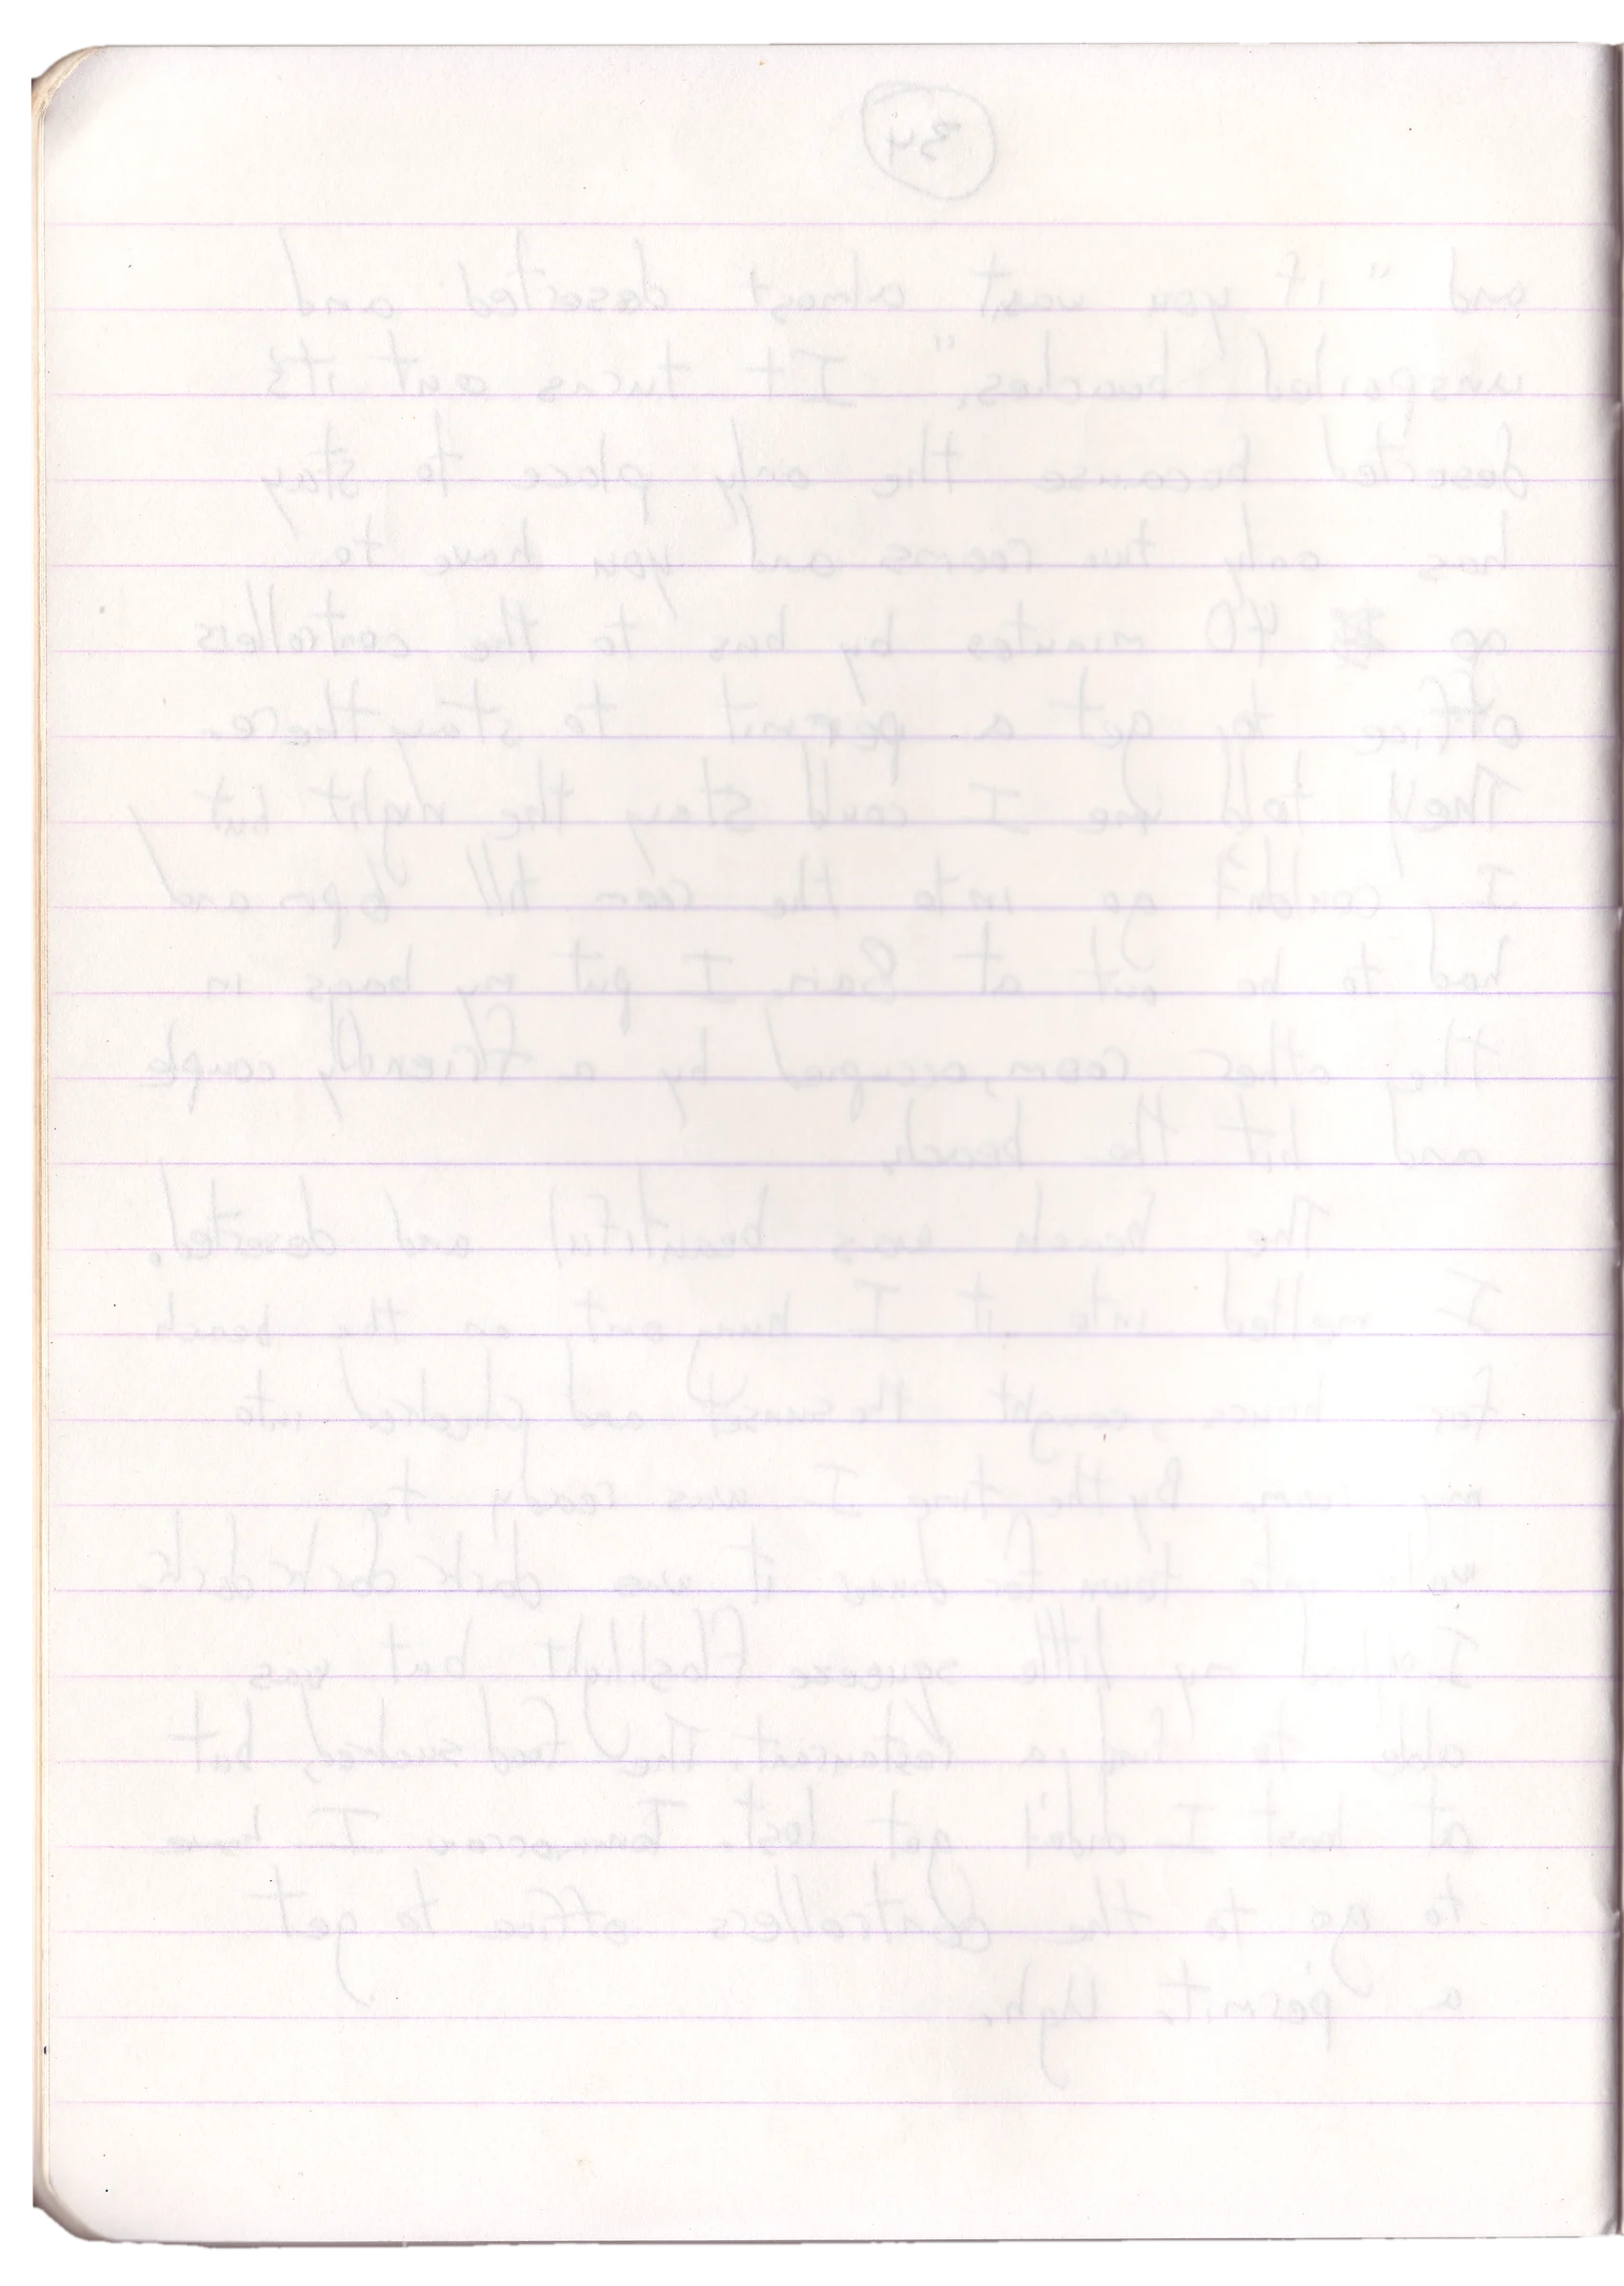 34
and "if you want almost deserted and
unspoiled beaches." It turns out it's
deserted because the only place to stay
has only two rooms and you have to
go 40 minutes by bus to the controllers
office to get a permit to stay there.
They told me I could stay the night but
I couldn't go into the room till 6pm and
had to be out at 8am. I put my bags in
the other room, occupied by a friendly couple
and hit the beach.
The beach was beautiful and deserted.
I melted into it. I hung out on the beach
for hours, caught the sunset and checked into
my room. By the time I was ready to
walk into town for dinner it was dark dark dark.
I my little squeeze flashlight but was
able to find a restaurant. The food sucked, but
at least I didn't get lost. Tomorrow I have
to go to the controllers office to get
a permit. Ugh.